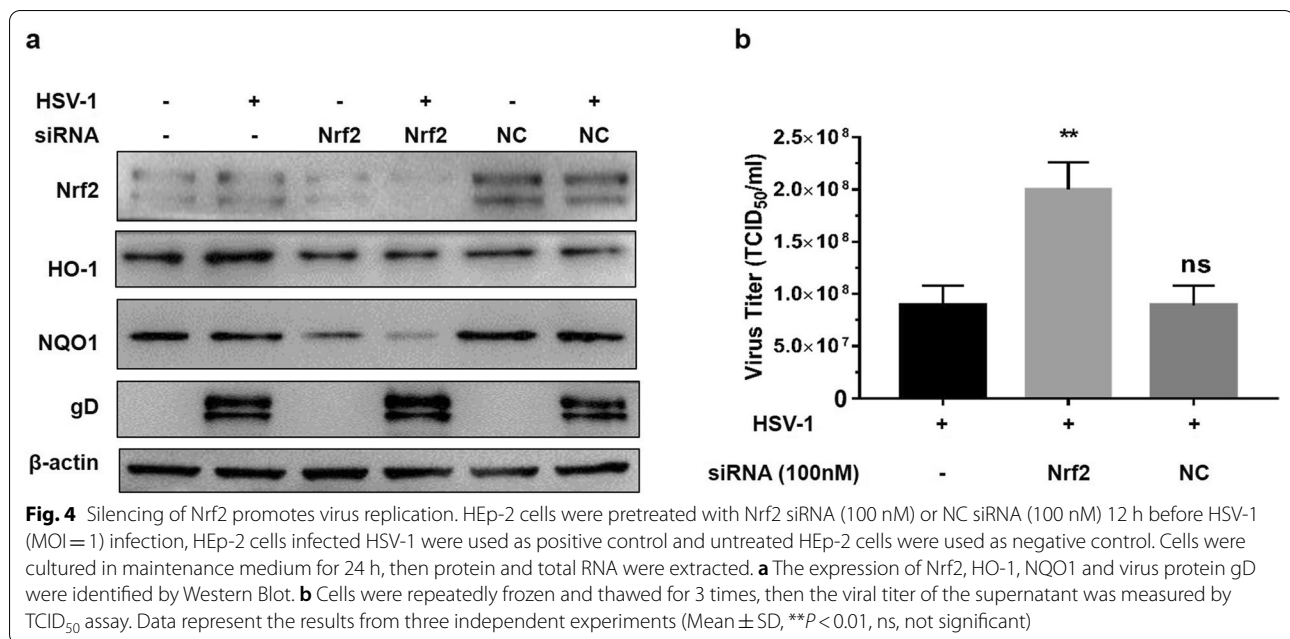 a
HSV-1 - + - + - +
siRNA - - Nrf2 Nrf2 NC NC
Nrf2
HO-1
NQO1
gD
β-actin
b
Virus Titer (TCID50/ml)
2.5×10⁸
2.0×10⁸
1.5×10⁸
1.0×10⁸
5.0×10⁷
0
**
ns
HSV-1 + + +
siRNA (100nM) - Nrf2 NC
Fig. 4 Silencing of Nrf2 promotes virus replication. HEp-2 cells were pretreated with Nrf2 siRNA (100 nM) or NC siRNA (100 nM) 12 h before HSV-1
(MOI = 1) infection, HEp-2 cells infected HSV-1 were used as positive control and untreated HEp-2 cells were used as negative control. Cells were
cultured in maintenance medium for 24 h, then protein and total RNA were extracted. a The expression of Nrf2, HO-1, NQO1 and virus protein gD
were identified by Western Blot. b Cells were repeatedly frozen and thawed for 3 times, then the viral titer of the supernatant was measured by
TCID50 assay. Data represent the results from three independent experiments (Mean ± SD, **P < 0.01, ns, not significant)